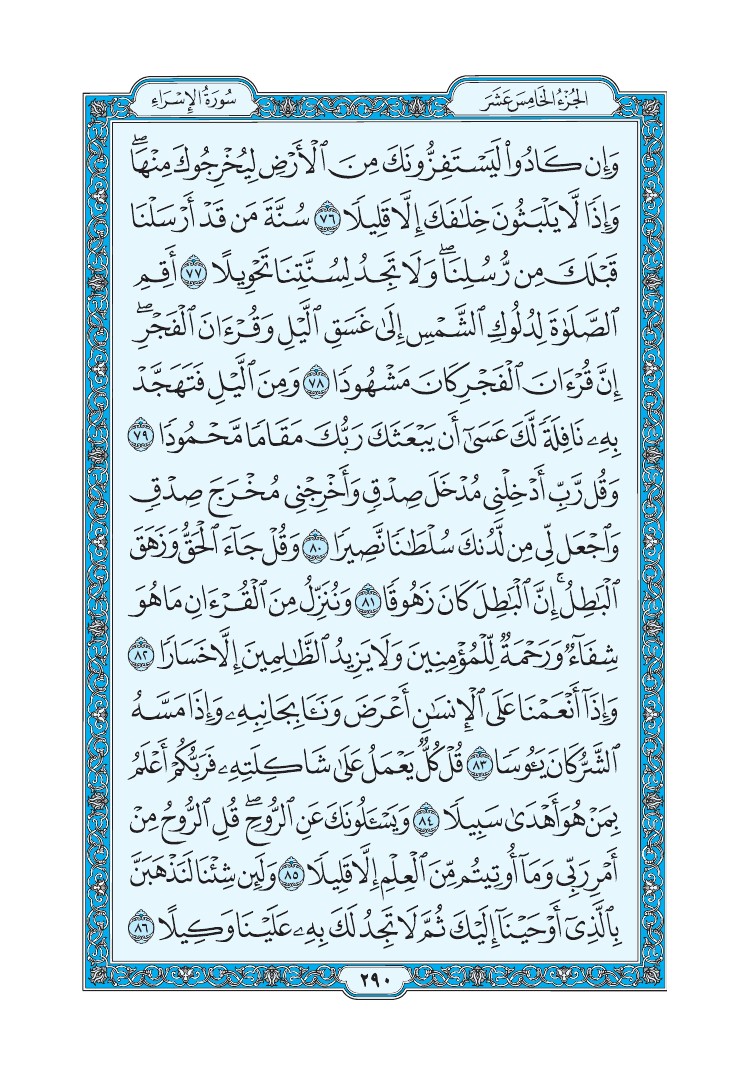 سُورَةُ الإِسْرَاءِ
الجُزْءُ الخَامِسَ عَشَرَ
وَإِن كَادُوا۟ لَيَسْتَفِزُّونَكَ مِنَ ٱلْأَرْضِ لِيُخْرِجُوكَ مِنْهَا ۖ
وَإِذًا لَّا يَلْبَثُونَ خِلَٰفَكَ إِلَّا قَلِيلًا ٧٦ سُنَّةَ مَن قَدْ أَرْسَلْنَا
قَبْلَكَ مِن رُّسُلِنَا ۖ وَلَا تَجِدُ لِسُنَّتِنَا تَحْوِيلًا ٧٧ أَقِمِ
ٱلصَّلَوٰةَ لِدُلُوكِ ٱلشَّمْسِ إِلَىٰ غَسَقِ ٱلَّيْلِ وَقُرْءَانَ ٱلْفَجْرِ ۖ
إِنَّ قُرْءَانَ ٱلْفَجْرِ كَانَ مَشْهُودًا ٧٨ وَمِنَ ٱلَّيْلِ فَتَهَجَّدْ
بِهِۦ نَافِلَةً لَّكَ عَسَىٰٓ أَن يَبْعَثَكَ رَبُّكَ مَقَامًا مَّحْمُودًا ٧٩
وَقُل رَّبِّ أَدْخِلْنِى مُدْخَلَ صِدْقٍ وَأَخْرِجْنِى مُخْرَجَ صِدْقٍ
وَٱجْعَل لِّى مِن لَّدُنكَ سُلْطَٰنًا نَّصِيرًا ٨٠ وَقُلْ جَآءَ ٱلْحَقُّ وَزَهَقَ
ٱلْبَٰطِلُ ۚ إِنَّ ٱلْبَٰطِلَ كَانَ زَهُوقًا ٨١ وَنُنَزِّلُ مِنَ ٱلْقُرْءَانِ مَا هُوَ
شِفَآءٌ وَرَحْمَةٌ لِّلْمُؤْمِنِينَ وَلَا يَزِيدُ ٱلظَّٰلِمِينَ إِلَّا خَسَارًا ٨٢
وَإِذَآ أَنْعَمْنَا عَلَى ٱلْإِنسَٰنِ أَعْرَضَ وَنَـَٔا بِجَانِبِهِۦ وَإِذَا مَسَّهُ
ٱلشَّرُّ كَانَ يَـُٔوسًا ٨٣ قُلْ كُلٌّ يَعْمَلُ عَلَىٰ شَاكِلَتِهِۦ فَرَبُّكُمْ أَعْلَمُ
بِمَنْ هُوَ أَهْدَىٰ سَبِيلًا ٨٤ وَيَسْـَٔلُونَكَ عَنِ ٱلرُّوحِ ۖ قُلِ ٱلرُّوحُ مِنْ
أَمْرِ رَبِّى وَمَآ أُوتِيتُم مِّنَ ٱلْعِلْمِ إِلَّا قَلِيلًا ٨٥ وَلَئِن شِئْنَا لَنَذْهَبَنَّ
بِٱلَّذِىٓ أَوْحَيْنَآ إِلَيْكَ ثُمَّ لَا تَجِدُ لَكَ بِهِۦ عَلَيْنَا وَكِيلًا ٨٦
٢٩٠